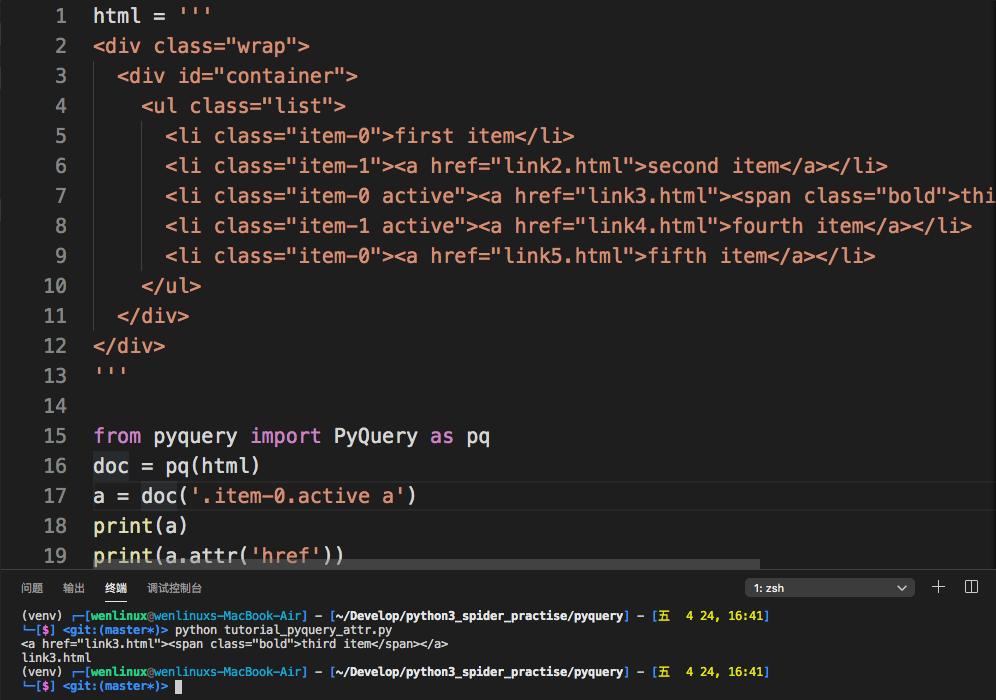 1 html = '''
2 <div class="wrap">
3 <div id="container">
4 <ul class="list">
5 <li class="item-0">first item</li>
6 <li class="item-1"><a href="link2.html">second item</a></li>
7 <li class="item-0 active"><a href="link3.html"><span class="bold">thi
8 <li class="item-1 active"><a href="link4.html">fourth item</a></li>
9 <li class="item-0"><a href="link5.html">fifth item</a></li>
10 </ul>
11 </div>
12 </div>
13 '''
14
15 from pyquery import PyQuery as pq
16 doc = pq(html)
17 a = doc('.item-0.active a')
18 print(a)
19 print(a.attr('href'))
问题 输出 终端 调试控制台 1: zsh
(venv) ┌─[wenlinux@wenlinuxs-MacBook-Air] - [~/Develop/python3_spider_practise/pyquery] - [五 4 24, 16:41]
└─[$] <git:(master*)> python tutorial_pyquery_attr.py
<a href="link3.html"><span class="bold">third item</span></a>
link3.html
(venv) ┌─[wenlinux@wenlinuxs-MacBook-Air] - [~/Develop/python3_spider_practise/pyquery] - [五 4 24, 16:41]
└─[$] <git:(master*)>